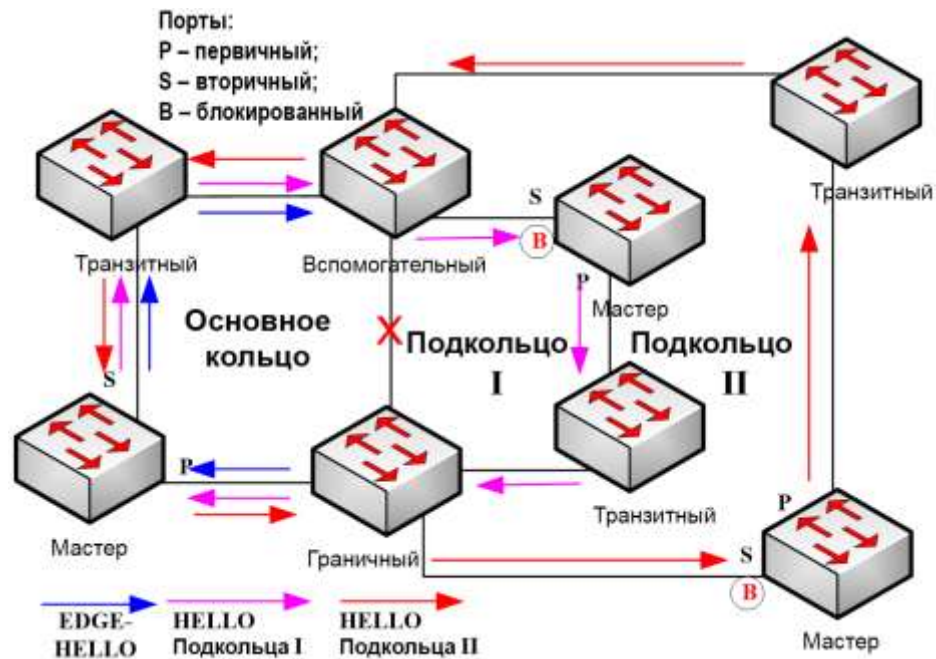 Порты:
P – первичный;
S – вторичный;
B – блокированный
Транзитный
Вспомогательный
S
B
P
Мастер
Транзитный
Основное
кольцо
X
Подкольцо
I
Подкольцо
II
S
P
Мастер
Граничный
Транзитный
P
S
B
Мастер
EDGE-
HELLO
HELLO
Подкольца I
HELLO
Подкольца II